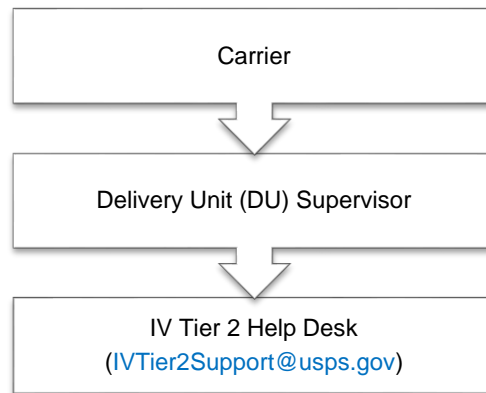 Carrier
Delivery Unit (DU) Supervisor
IV Tier 2 Help Desk
(IVTier2Support@usps.gov)